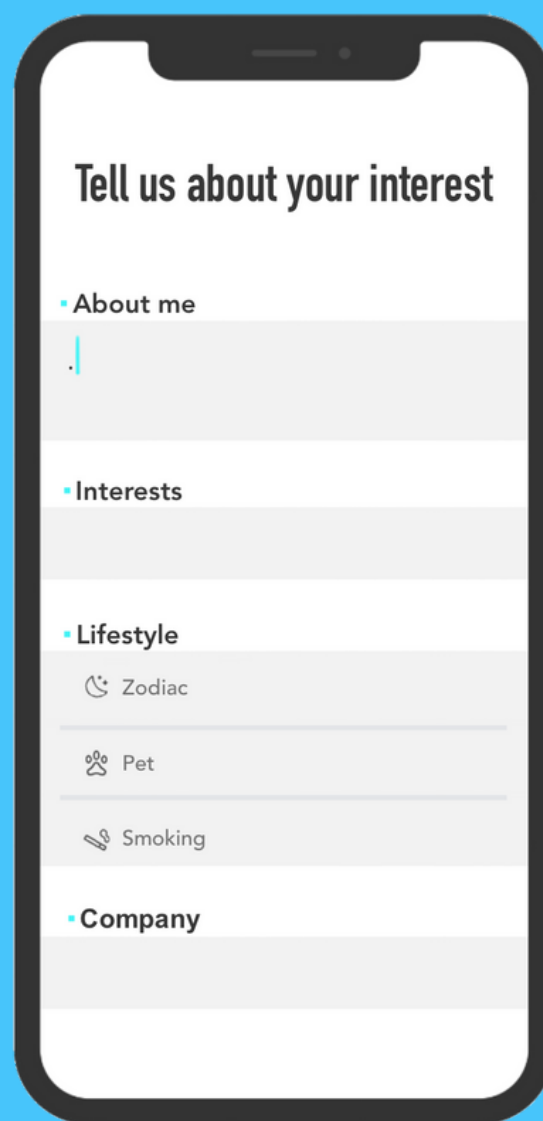 Tell us about your interest
About me
.
Interests
Lifestyle
Zodiac
Pet
Smoking
Company